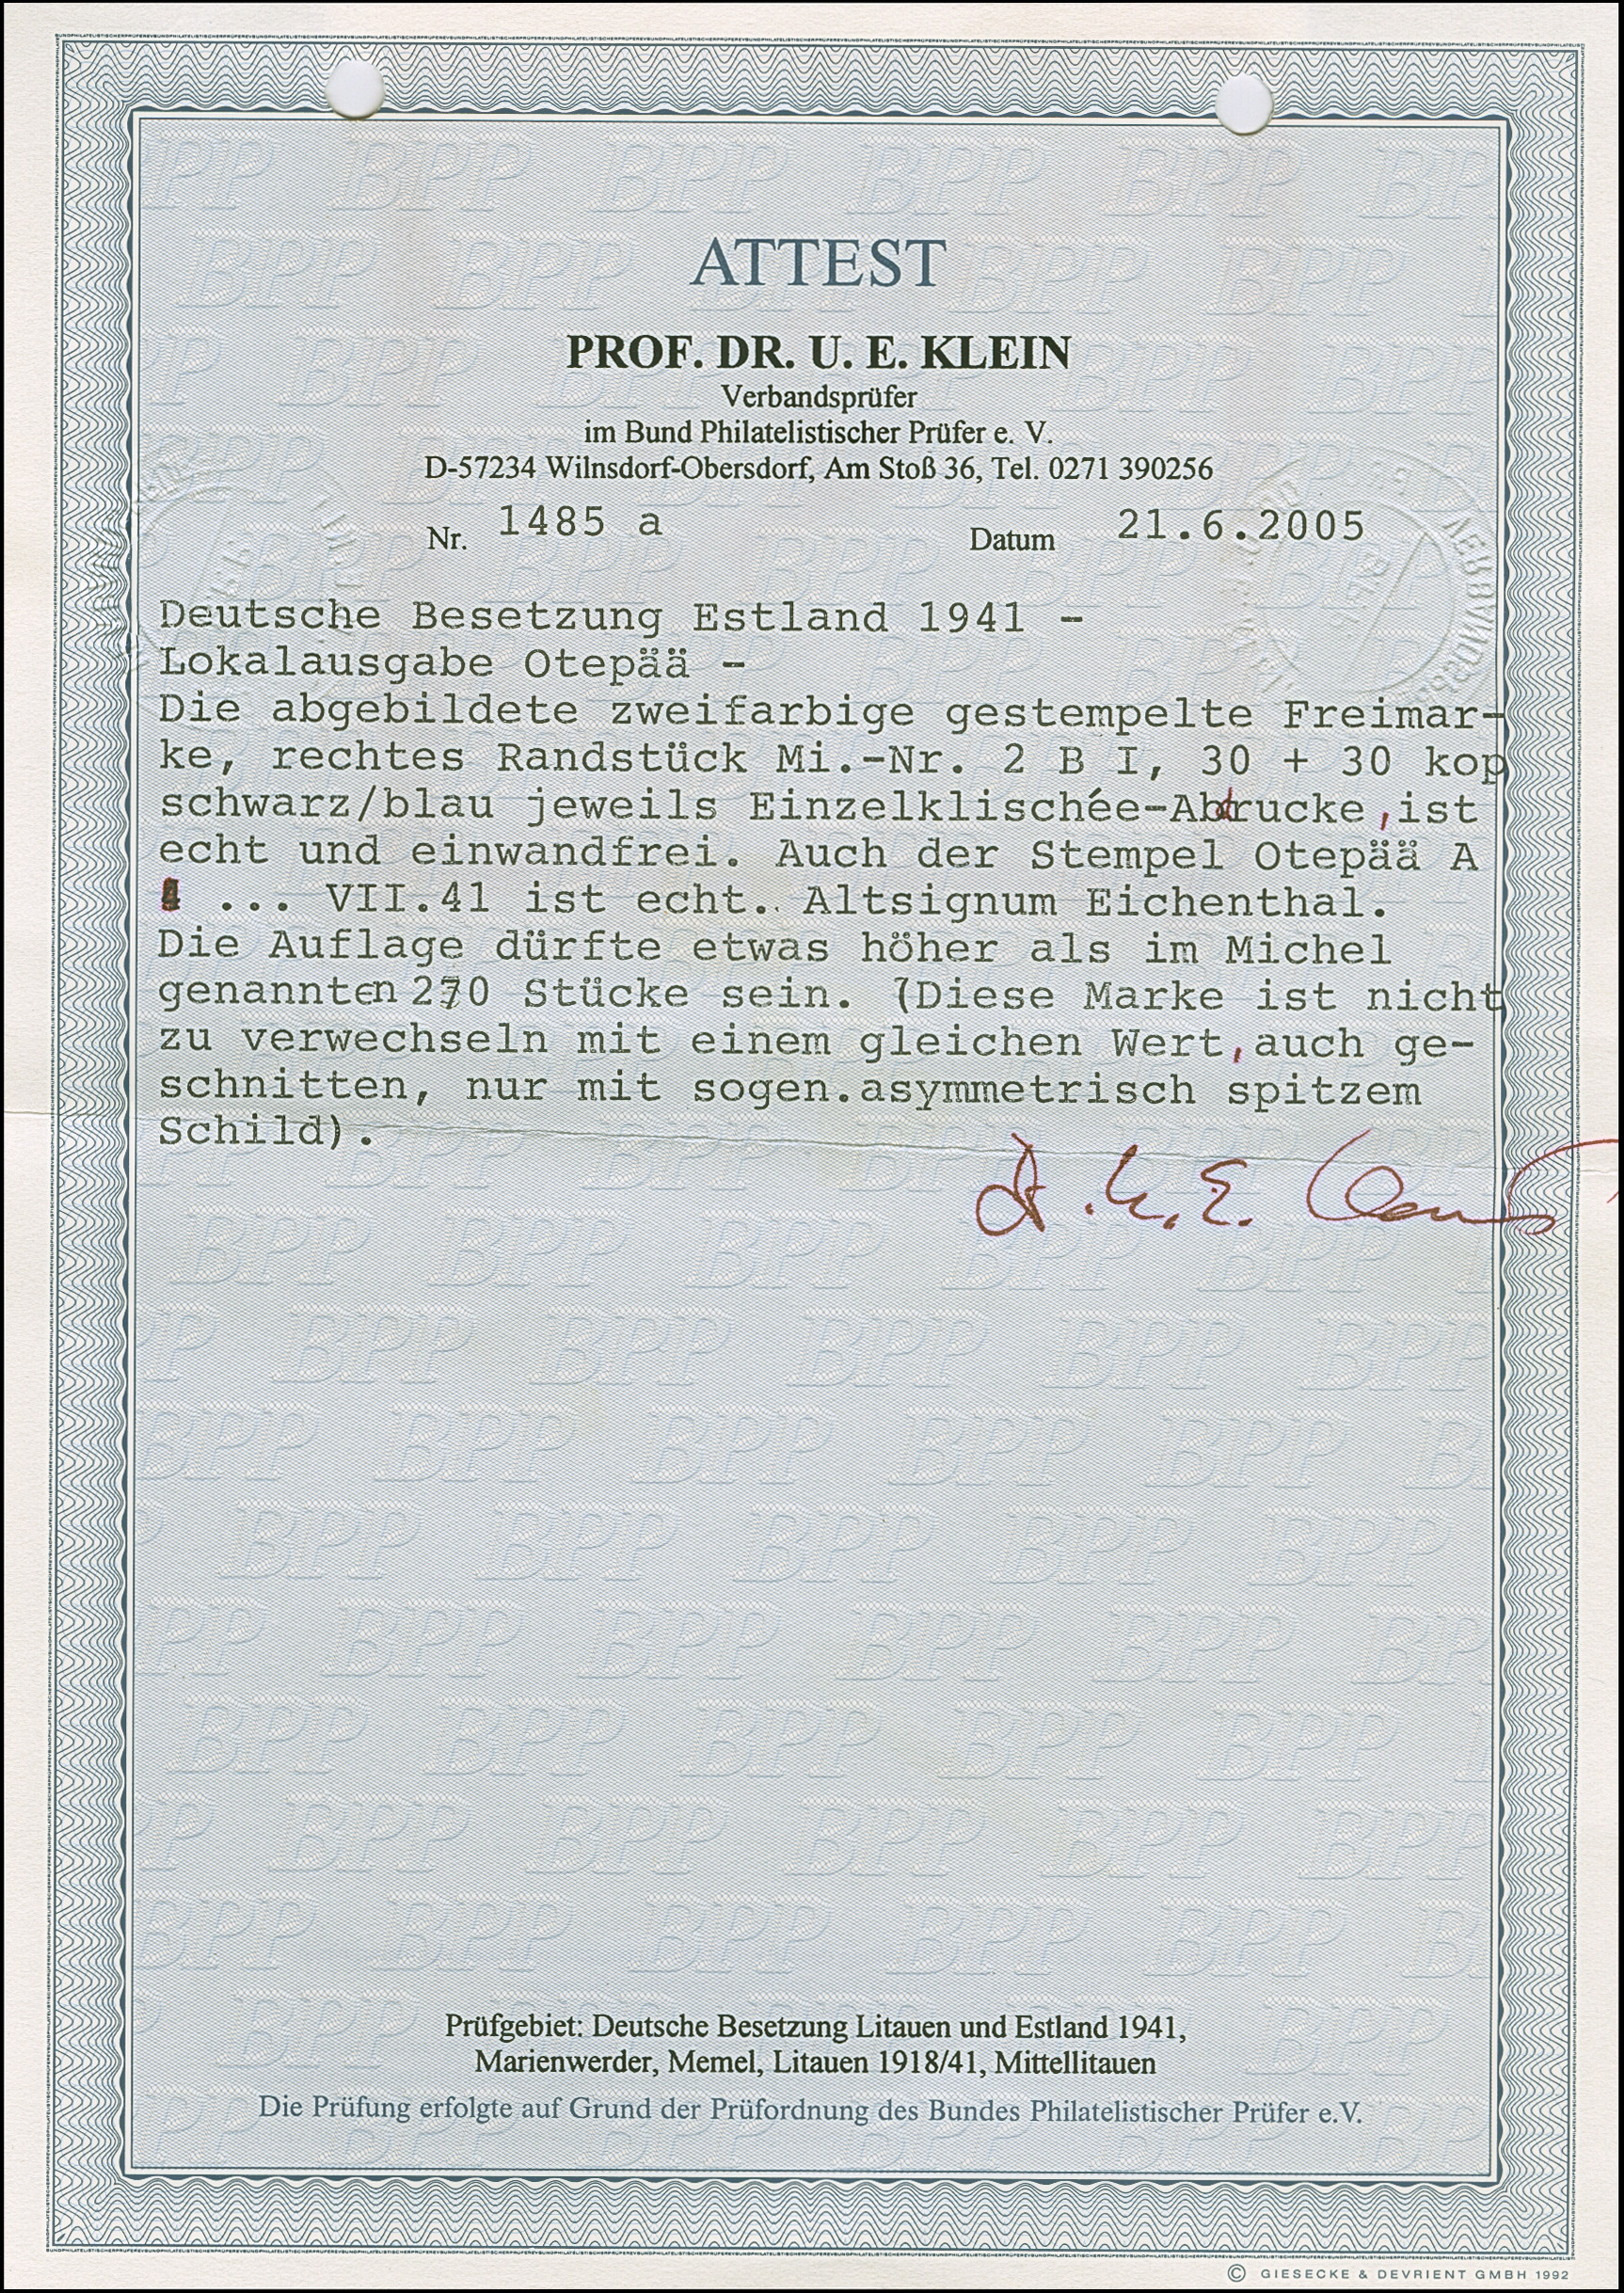 ATTEST
PROF. DR. U. E. KLEIN
Verbandsprüfer
im Bund Philatelistischer Prüfer e. V.
D-57234 Wilnsdorf-Obersdorf, Am Stoß 36, Tel. 0271 390256
Nr. 1485 a Datum 21.6.2005
Deutsche Besetzung Estland 1941 -
Lokalausgabe Otepää -
Die abgebildete zweifarbige gestempelte Freimar-
ke, rechtes Randstück Mi.-Nr. 2 B I, 30 + 30 kop
schwarz/blau jeweils Einzelklischée-Abdrucke, ist
echt und einwandfrei. Auch der Stempel Otepää A
... VII.41 ist echt. Altsignum Eichenthal.
Die Auflage dürfte etwas höher als im Michel
genannten 270 Stücke sein. (Diese Marke ist nicht
zu verwechseln mit einem gleichen Wert, auch ge-
schnitten, nur mit sogen.asymmetrisch spitzem
Schild).
Prüfgebiet: Deutsche Besetzung Litauen und Estland 1941,
Marienwerder, Memel, Litauen 1918/41, Mittellitauen
Die Prüfung erfolgte auf Grund der Prüfordnung des Bundes Philatelistischer Prüfer e.V.
© GIESECKE & DEVRIENT GMBH 1992